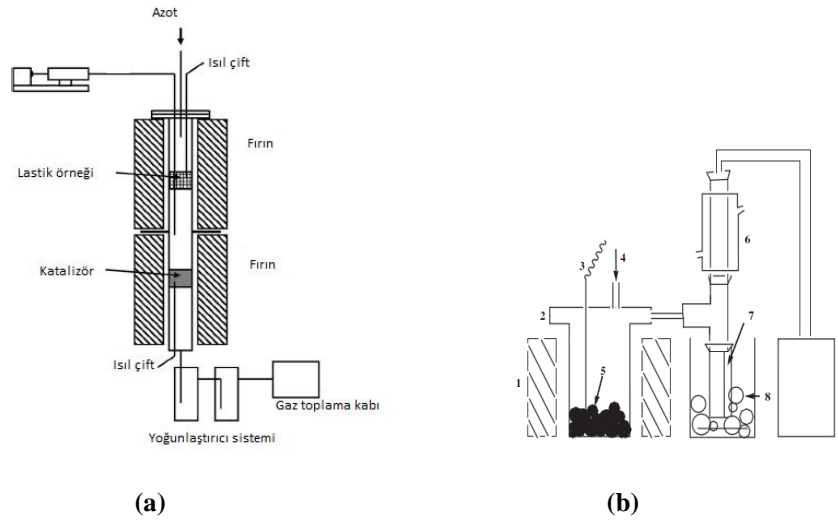 Azot
Isıl çift
Fırın
Lastik örneği
Katalizör
Fırın
Isıl çift
Gaz toplama kabı
Yoğunlaştırıcı sistemi
(a)
1
2
3
4
5
6
7
8
(b)